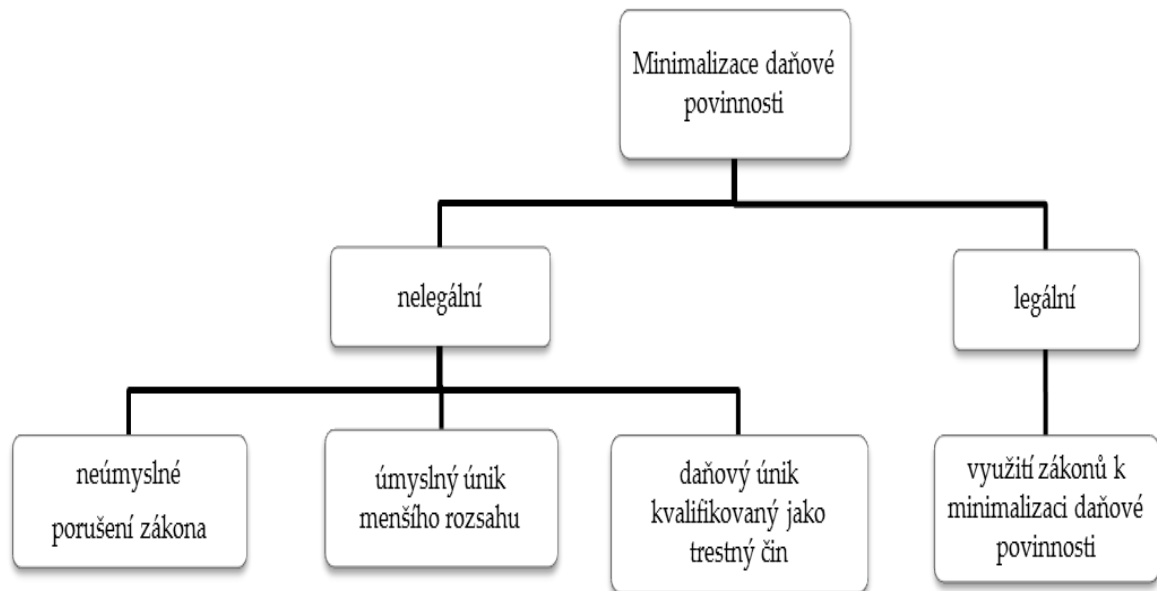 Minimalizace daňové
povinnosti
nelegální
legální
neúmyslné
porušení zákona
úmyslný únik
menšího rozsahu
daňový únik
kvalifikovaný jako
trestný čin
využití zákonů k
minimalizaci daňové
povinnosti